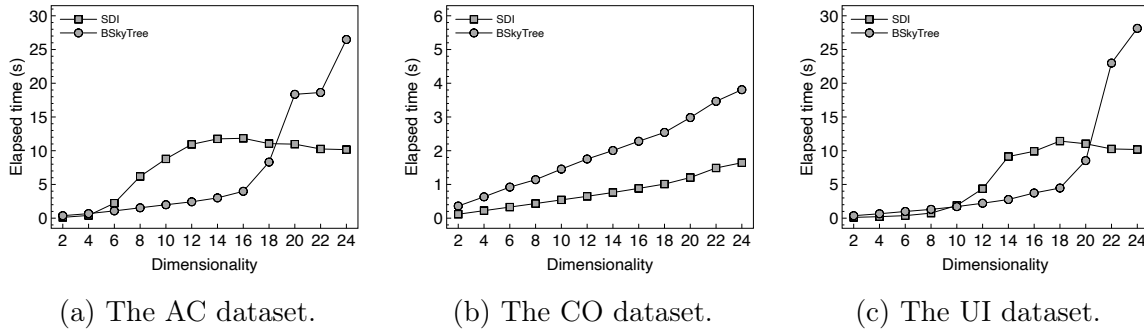 SDI
BSkyTree
Elapsed time (s)
30
25
20
15
10
5
0
2 4 6 8 10 12 14 16 18 20 22 24
Dimensionality
(a) The AC dataset.
SDI
BSkyTree
Elapsed time (s)
6
5
4
3
2
1
0
2 4 6 8 10 12 14 16 18 20 22 24
Dimensionality
(b) The CO dataset.
SDI
BSkyTree
Elapsed time (s)
30
25
20
15
10
5
0
2 4 6 8 10 12 14 16 18 20 22 24
Dimensionality
(c) The UI dataset.